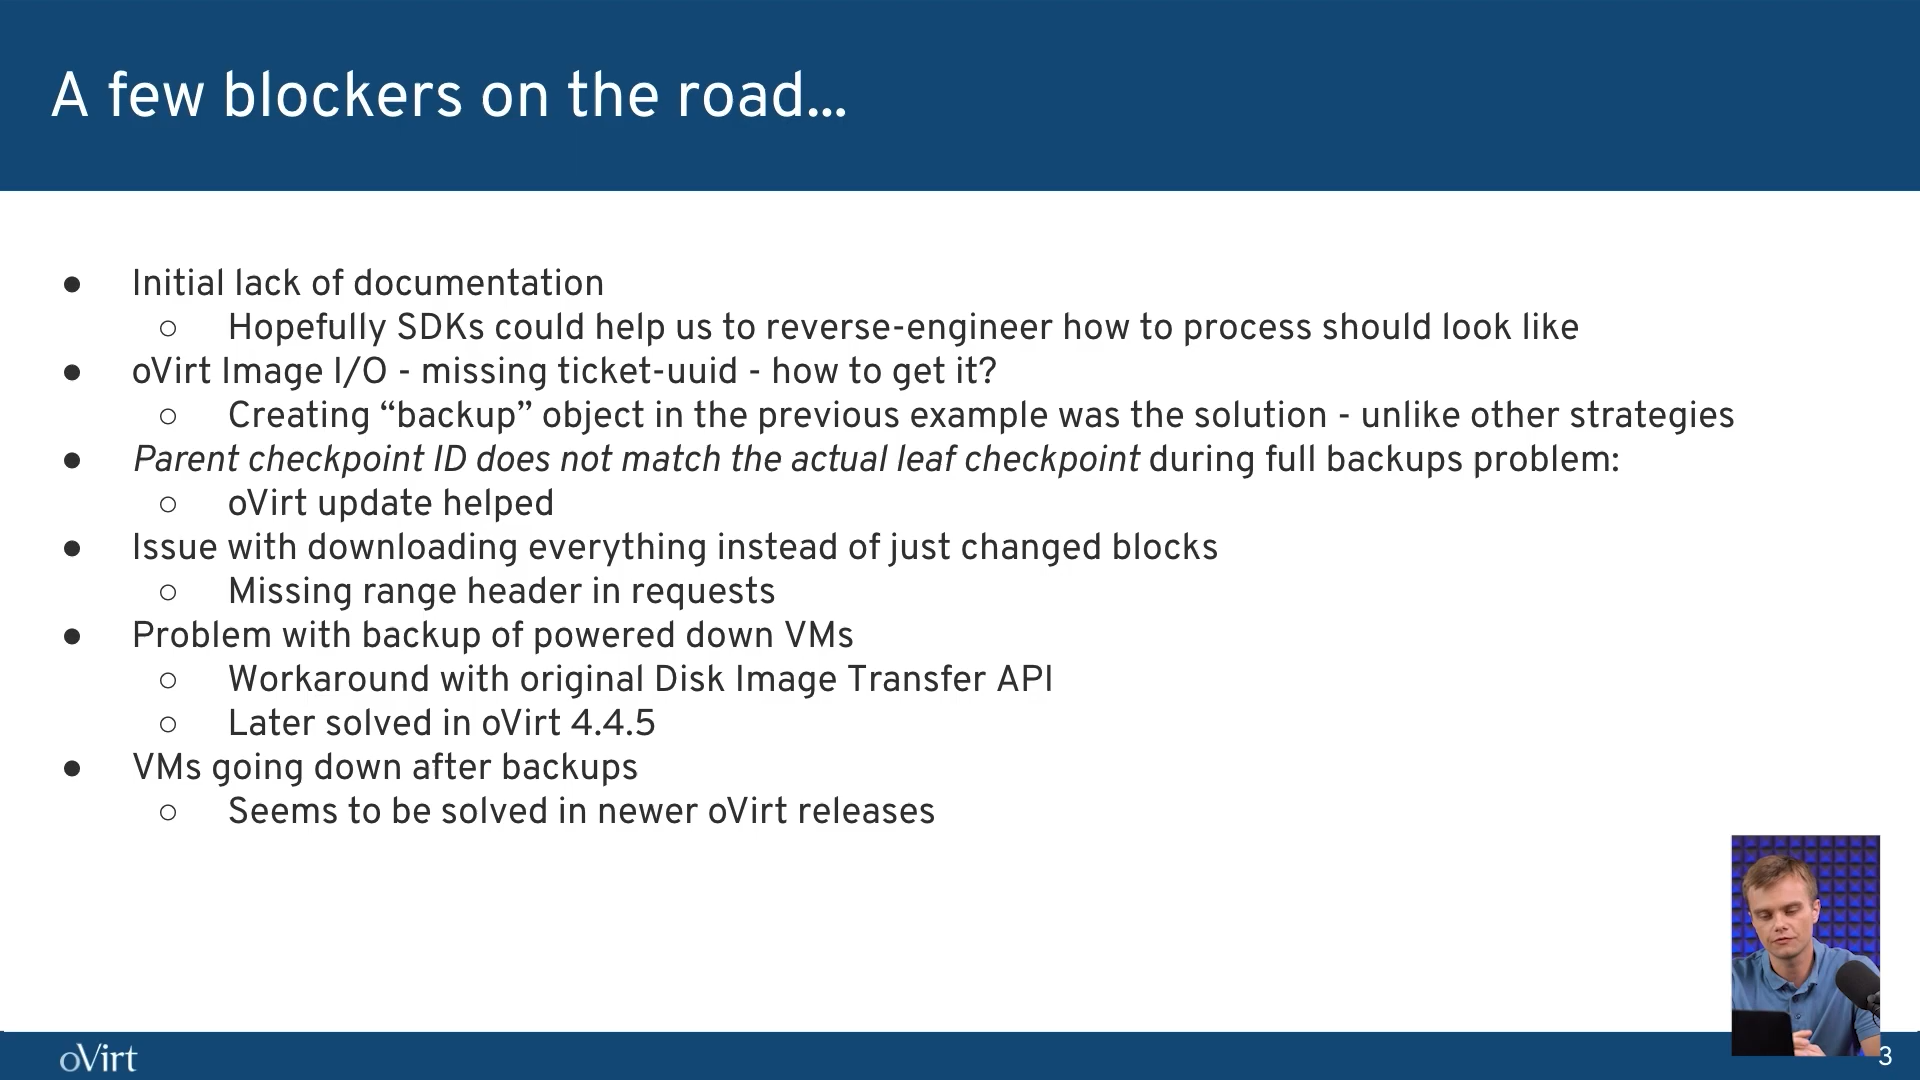 A few blockers on the road...
● Initial lack of documentation
○ Hopefully SDKs could help us to reverse-engineer how to process should look like
● oVirt Image I/O - missing ticket-uuid - how to get it?
○ Creating “backup” object in the previous example was the solution - unlike other strategies
● Parent checkpoint ID does not match the actual leaf checkpoint during full backups problem:
○ oVirt update helped
● Issue with downloading everything instead of just changed blocks
○ Missing range header in requests
● Problem with backup of powered down VMs
○ Workaround with original Disk Image Transfer API
○ Later solved in oVirt 4.4.5
● VMs going down after backups
○ Seems to be solved in newer oVirt releases
oVirt
3